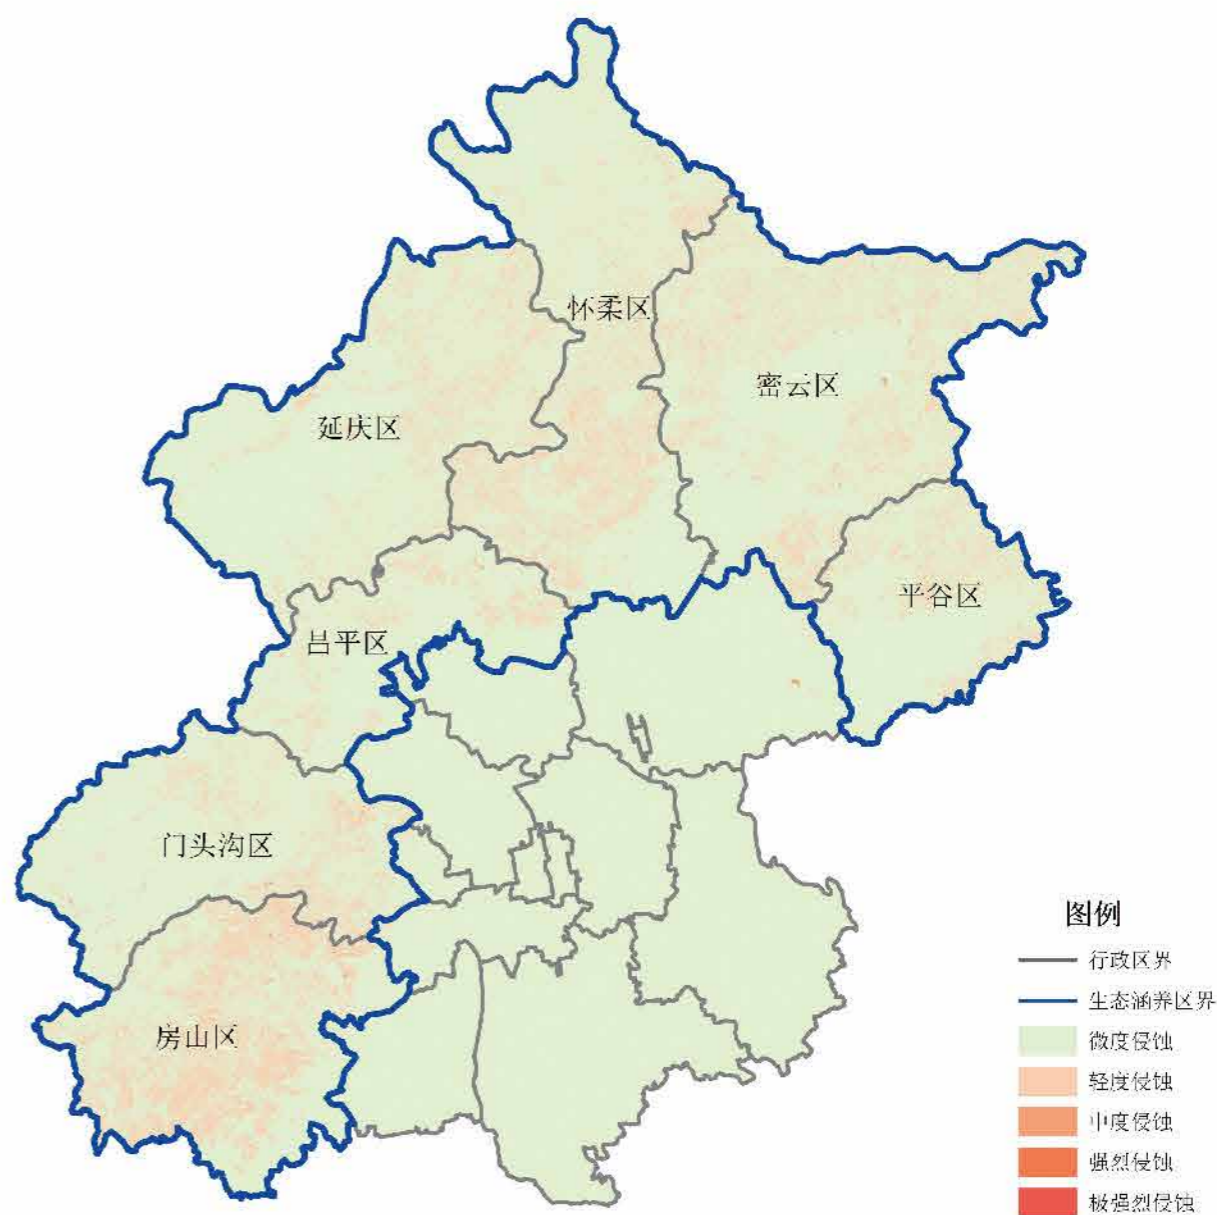 怀柔区
密云区
延庆区
平谷区
昌平区
门头沟区
房山区
图例
行政区界
生态涵养区界
微度侵蚀
轻度侵蚀
中度侵蚀
强烈侵蚀
极强烈侵蚀